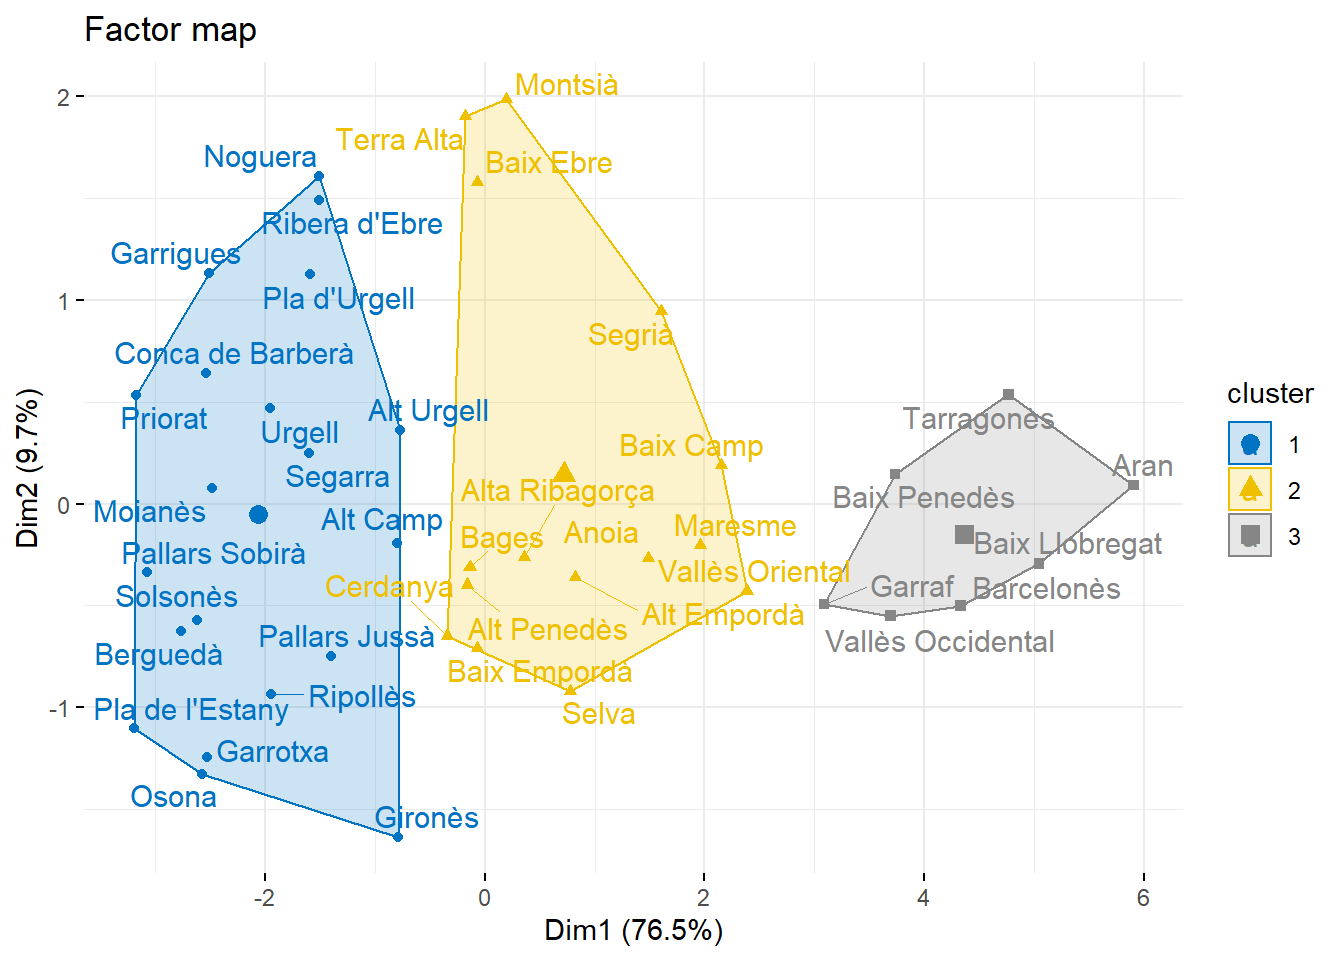 Factor map
Montsià
Terra Alta
Noguera
Baix Ebre
Ribera d'Ebre
Garrigues
Pla d'Urgell
Segrià
Conca de Barberà
Priorat
Alt Urgell
Urgell
Baix Camp
Segarra
Tarragonès
Aran
Alta Ribagorça
Baix Penedès
Moianès
Alt Camp
Maresme
Anoia
Bages
Baix Llobregat
Pallars Sobirà
Vallès Oriental
Cerdanya
Garraf
Barcelonès
Solsonès
Alt Empordà
Alt Penedès
Pallars Jussà
Vallès Occidental
Berguedà
Baix Empordà
Ripollès
Pla de l'Estany
Selva
Garrotxa
Osona
Gironès
2
1
0
-1
Dim2 (9.7%)
-2
0
2
4
6
Dim1 (76.5%)
cluster
1
2
3